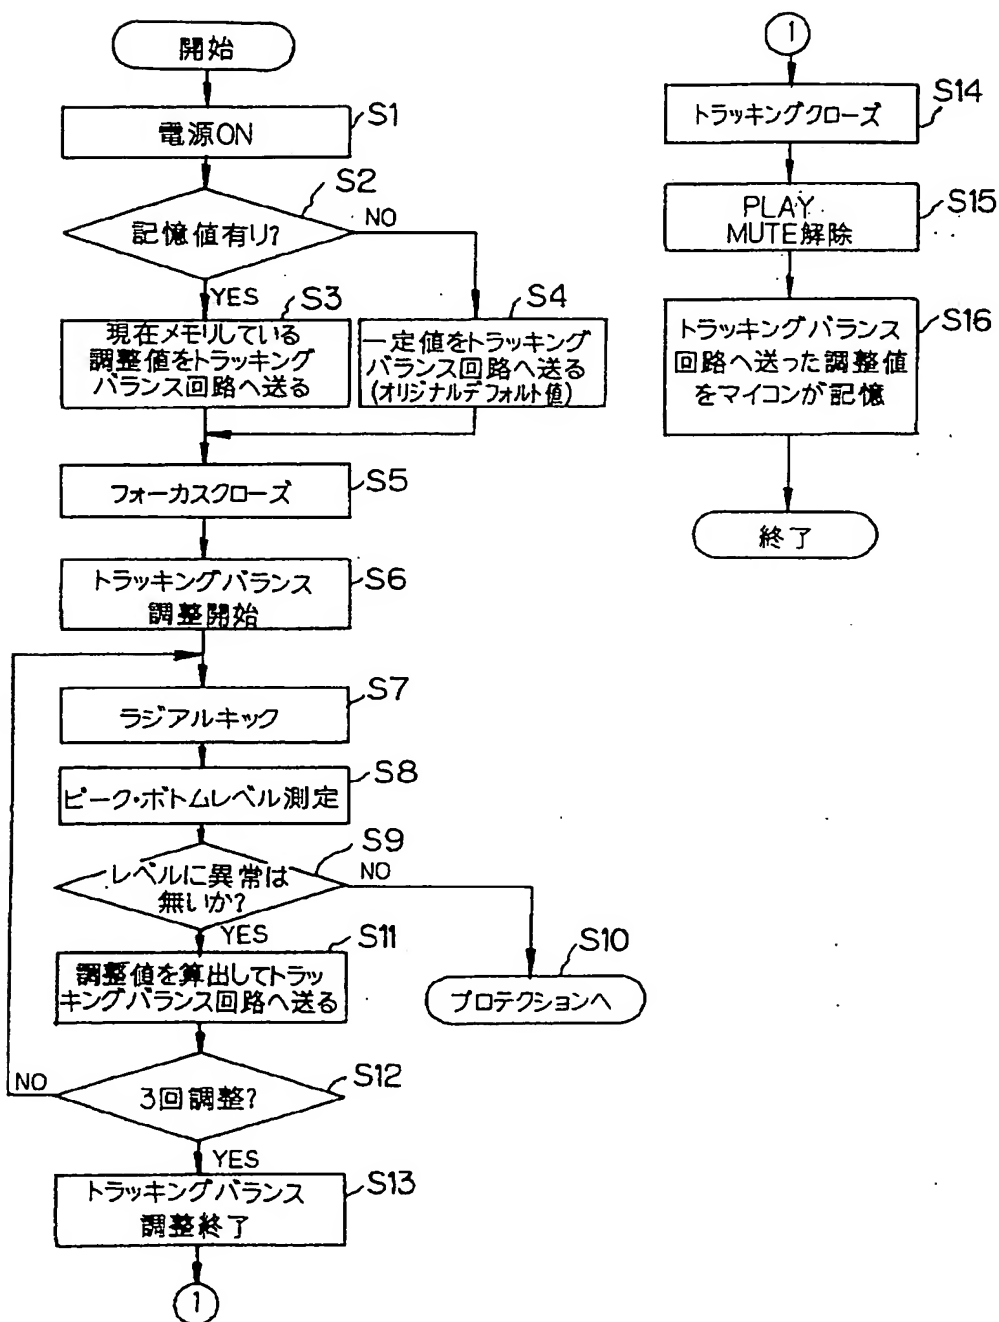 開始
電源ON
S1
記憶値有り?
S2
NO
YES
現在メモリしている
調整値をトラッキング
バランス回路へ送る
S3
一定値をトラッキング
バランス回路へ送る
(オリジナルデフォルト値)
S4
フォーカスクローズ
S5
トラッキングバランス
調整開始
S6
ラジアルキック
S7
ピーク・ボトムレベル測定
S8
レベルに異常は
無いか?
S9
NO
YES
プロテクションへ
S10
調整値を算出してトラッ
キングバランス回路へ送る
S11
3回調整?
S12
NO
YES
トラッキングバランス
調整終了
S13
1
1
トラッキングクローズ
S14
PLAY
MUTE解除
S15
トラッキングバランス
回路へ送った調整値
をマイコンが記憶
S16
終了